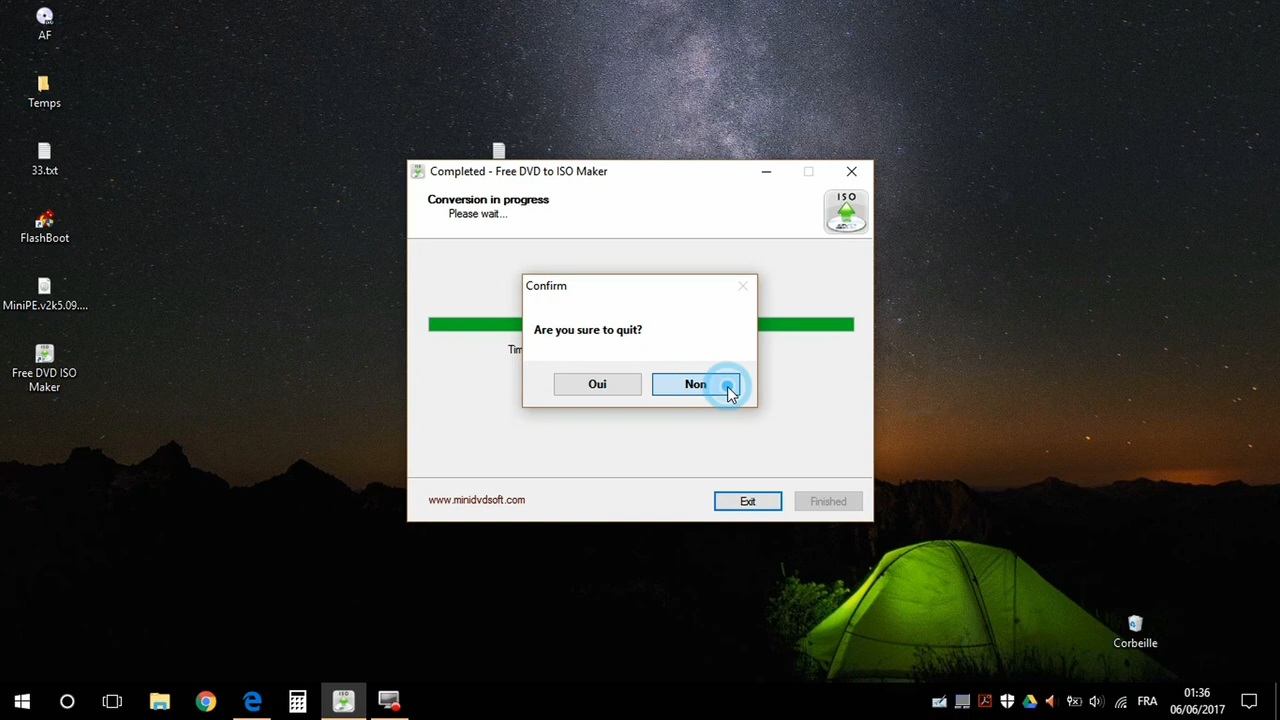 AF
Temps
33.txt
FlashBoot
MiniPE.v2k5.09....
Free DVD ISO
Maker
Completed - Free DVD to ISO Maker
Conversion in progress
Please wait...
ISO
Confirm
Are you sure to quit?
Tim
Oui
Non
www.minidvdsoft.com
Exit
Finished
Corbeille
FRA
01:36
06/06/2017